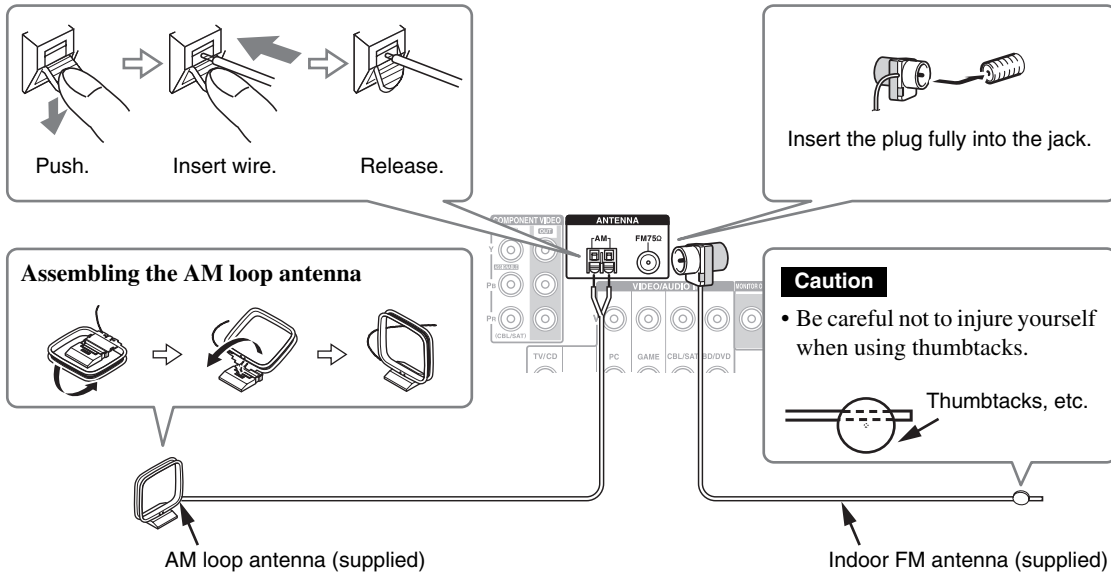 Push.
Insert wire.
Release.
Insert the plug fully into the jack.
COMPONENT VIDEO
OUT
Y
PB
PR
(CBL/SAT)
ANTENNA
AM
FM75Ω
VIDEO/AUDIO
MONITOR O
V
TV/CD
PC
GAME
CBL/SAT
BD/DVD
Assembling the AM loop antenna
Caution
• Be careful not to injure yourself
when using thumbtacks.
Thumbtacks, etc.
AM loop antenna (supplied)
Indoor FM antenna (supplied)